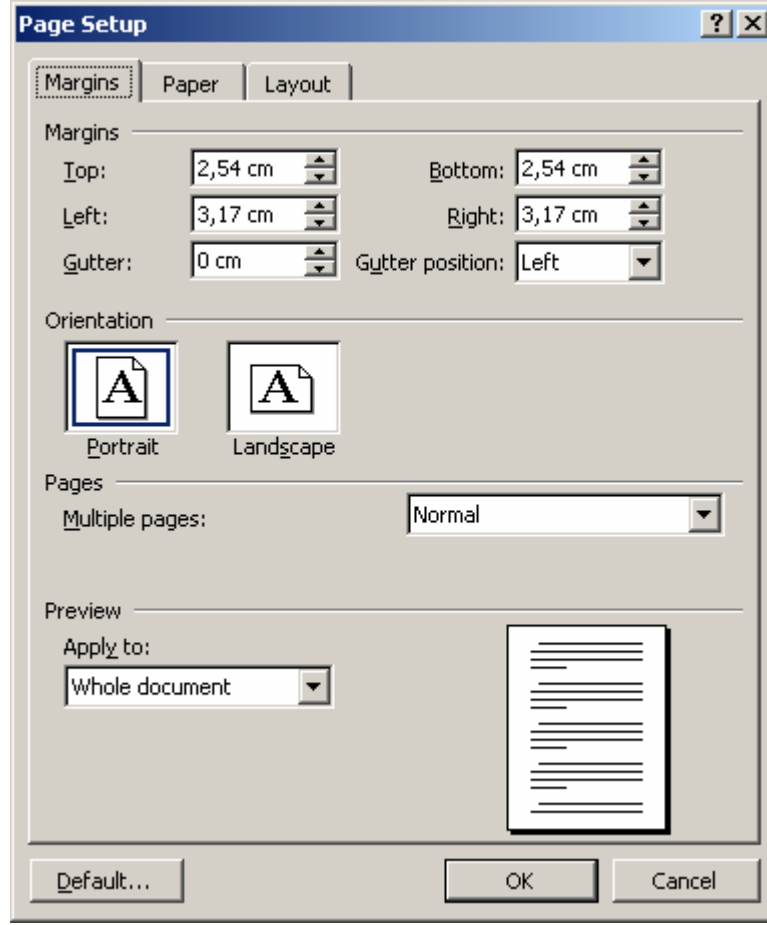 Page Setup
Margins Paper Layout
Margins
Top: 2,54 cm Bottom: 2,54 cm
Left: 3,17 cm Right: 3,17 cm
Gutter: 0 cm Gutter position: Left
Orientation
A A
Portrait Landscape
Pages
Multiple pages: Normal
Preview
Apply to:
Whole document
Default... OK Cancel